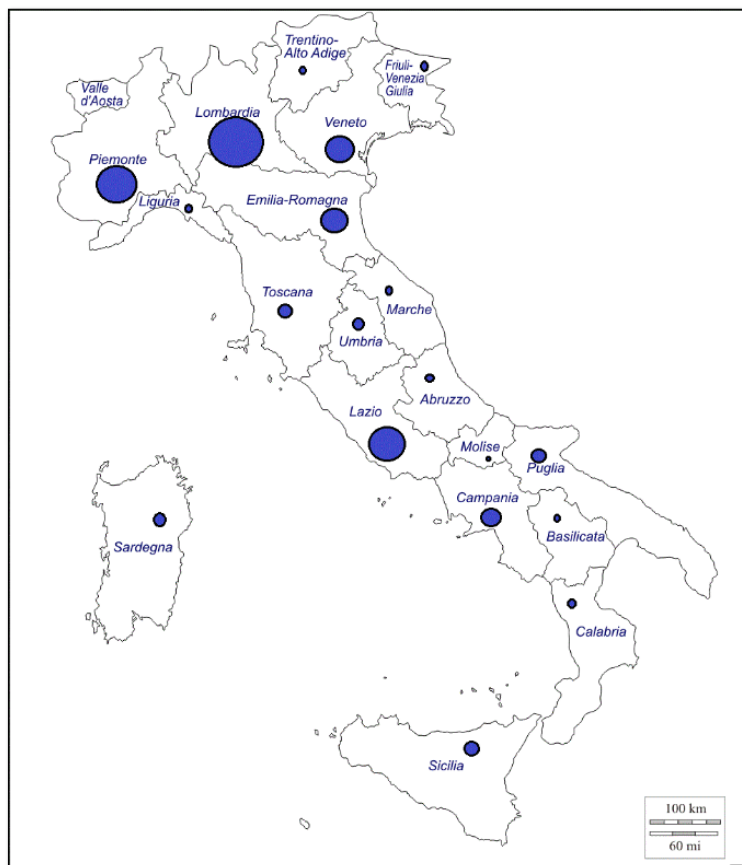 Trentino-
Alto Adige
Friuli-
Venezia
Giulia
Valle
d'Aosta
Lombardia
Veneto
Piemonte
Liguria
Emilia-Romagna
Toscana
Marche
Umbria
Abruzzo
Lazio
Molise
Puglia
Campania
Basilicata
Sardegna
Calabria
Sicilia
100 km
60 mi